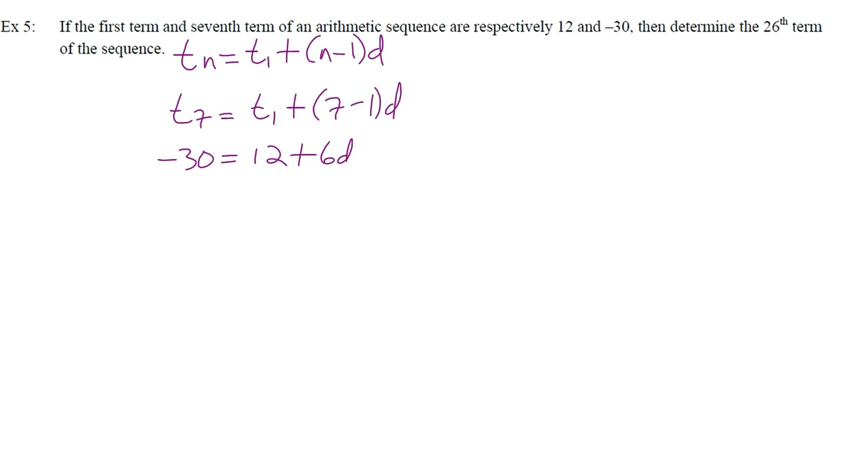 Ex 5: If the first term and seventh term of an arithmetic sequence are respectively 12 and –30, then determine the 26th term
of the sequence.
tₙ = t₁ + (n-1)d
t₇ = t₁ + (7-1)d
-30 = 12 + 6d